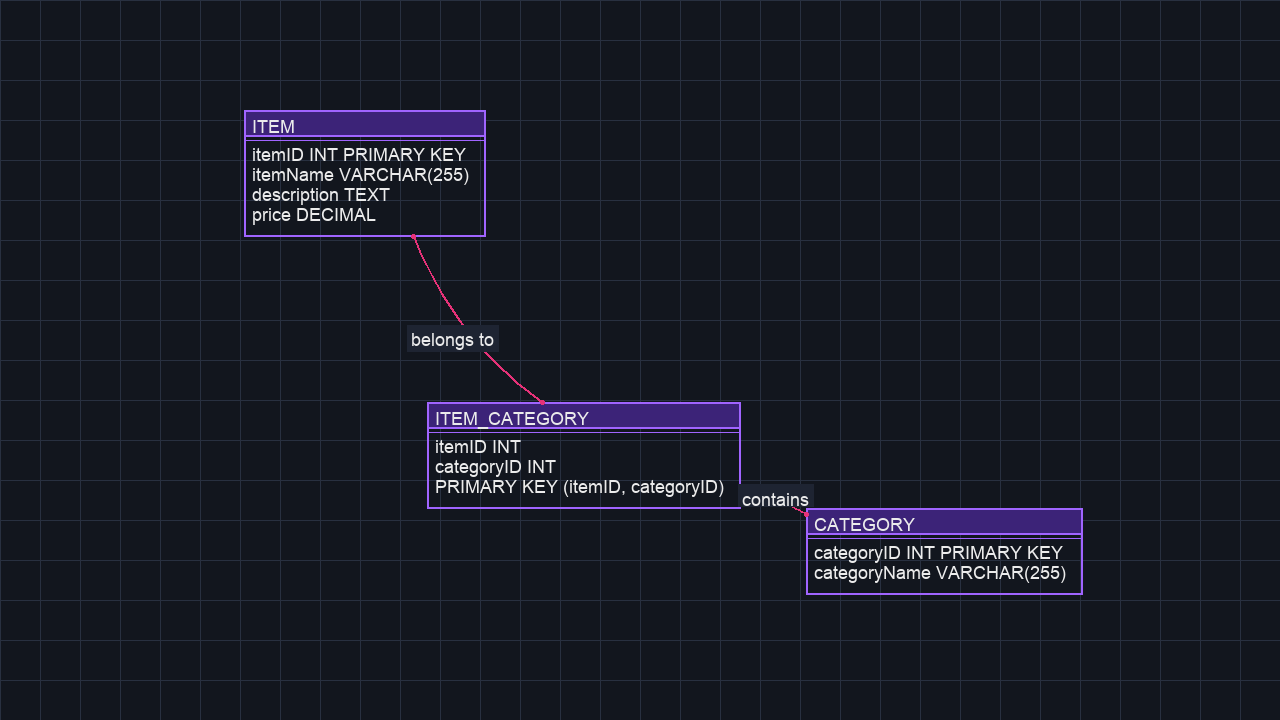 ITEM
itemID INT PRIMARY KEY
itemName VARCHAR(255)
description TEXT
price DECIMAL
belongs to
ITEM_CATEGORY
itemID INT
categoryID INT
PRIMARY KEY (itemID, categoryID)
contains
CATEGORY
categoryID INT PRIMARY KEY
categoryName VARCHAR(255)